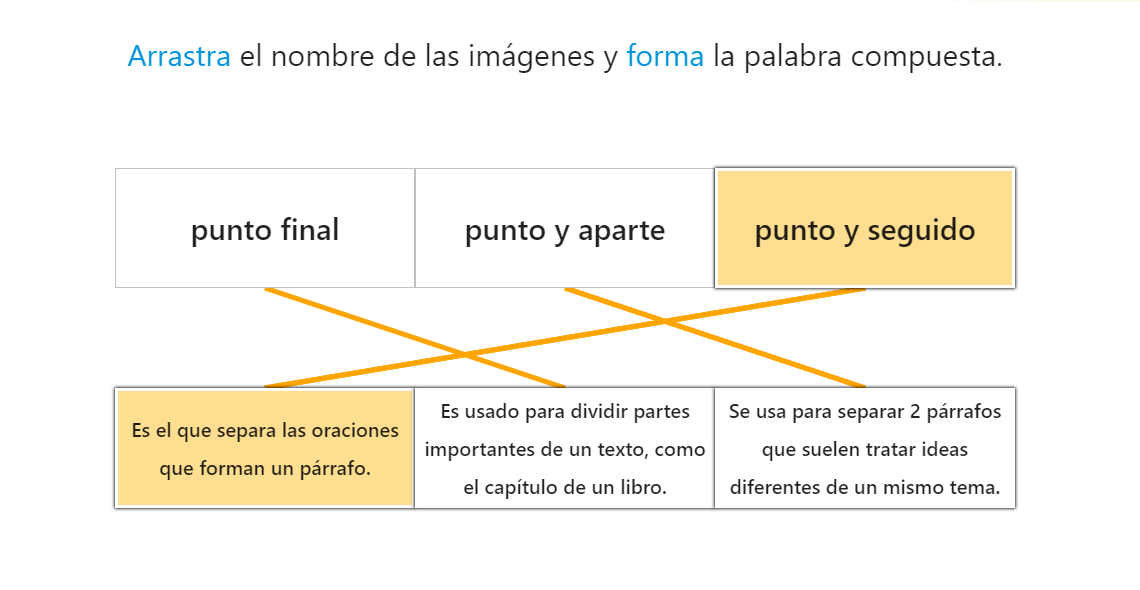 Arrastra el nombre de las imágenes y forma la palabra compuesta.
punto final
punto y aparte
punto y seguido
Es el que separa las oraciones
que forman un párrafo.
Es usado para dividir partes
importantes de un texto, como
el capítulo de un libro.
Se usa para separar 2 párrafos
que suelen tratar ideas
diferentes de un mismo tema.